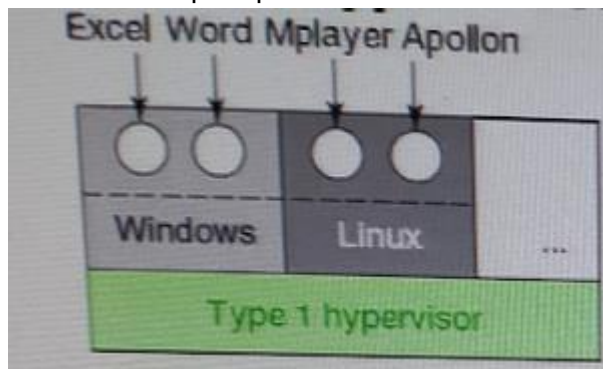 Excel Word Mplayer Apollon
Windows
Linux
...
Type 1 hypervisor